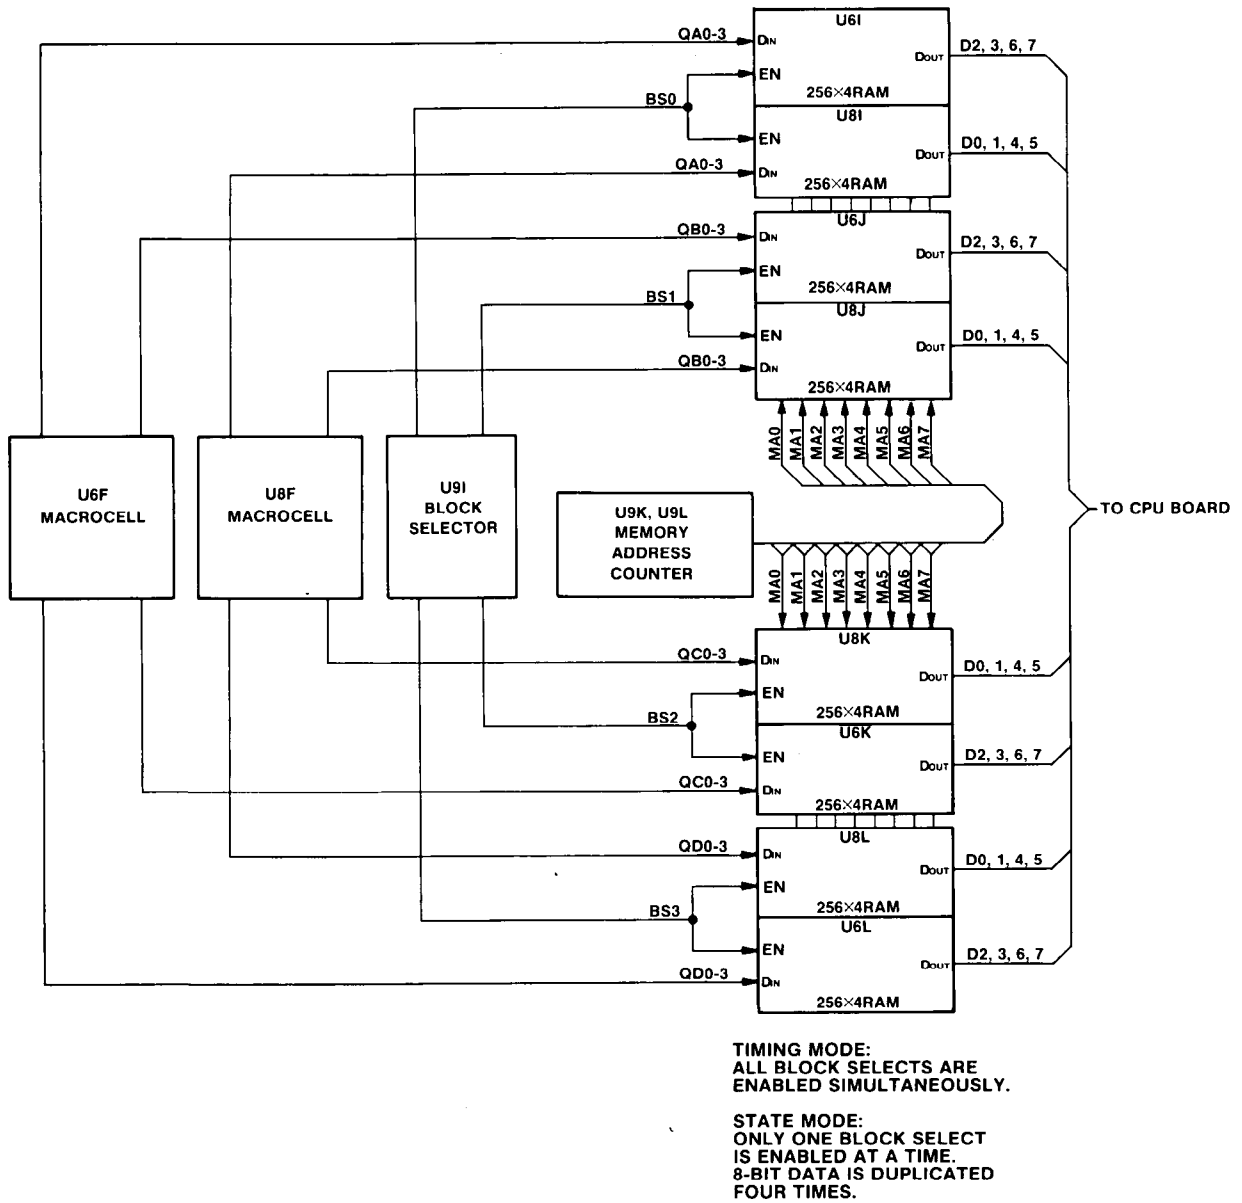 U6I
QA0-3
DIN
DOUT
D2, 3, 6, 7
EN
256×4RAM
BS0
U8I
EN
DOUT
D0, 1, 4, 5
QA0-3
DIN
256×4RAM
U6J
QB0-3
DIN
DOUT
D2, 3, 6, 7
EN
256×4RAM
BS1
U8J
EN
DOUT
D0, 1, 4, 5
QB0-3
DIN
256×4RAM
MA0
MA1
MA2
MA3
MA4
MA5
MA6
MA7
U6F
MACROCELL
U8F
MACROCELL
U9I
BLOCK
SELECTOR
U9K, U9L
MEMORY
ADDRESS
COUNTER
TO CPU BOARD
MA0
MA1
MA2
MA3
MA4
MA5
MA6
MA7
U8K
QC0-3
DIN
DOUT
D0, 1, 4, 5
EN
256×4RAM
BS2
U6K
EN
DOUT
D2, 3, 6, 7
QC0-3
DIN
256×4RAM
U8L
QD0-3
DIN
DOUT
D0, 1, 4, 5
EN
256×4RAM
BS3
U6L
EN
DOUT
D2, 3, 6, 7
QD0-3
DIN
256×4RAM
TIMING MODE:
ALL BLOCK SELECTS ARE
ENABLED SIMULTANEOUSLY.
STATE MODE:
ONLY ONE BLOCK SELECT
IS ENABLED AT A TIME.
8-BIT DATA IS DUPLICATED
FOUR TIMES.